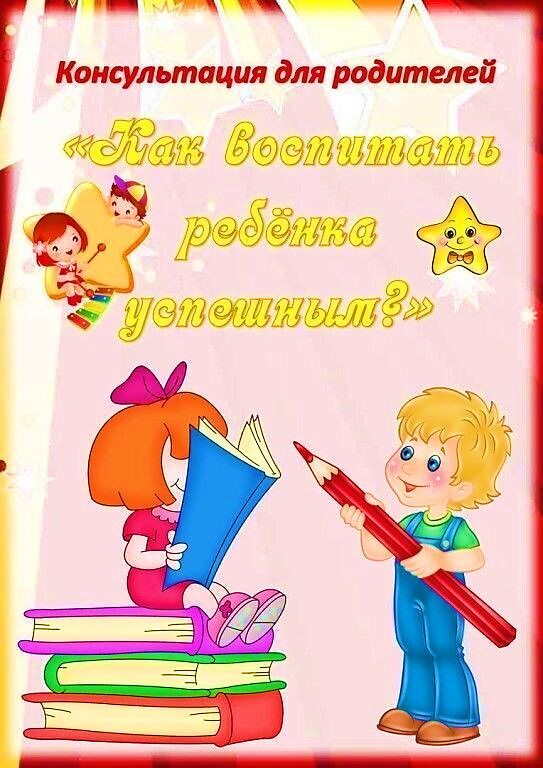 Консультация для родителей
«Как воспитать
ребёнка
успешным?»